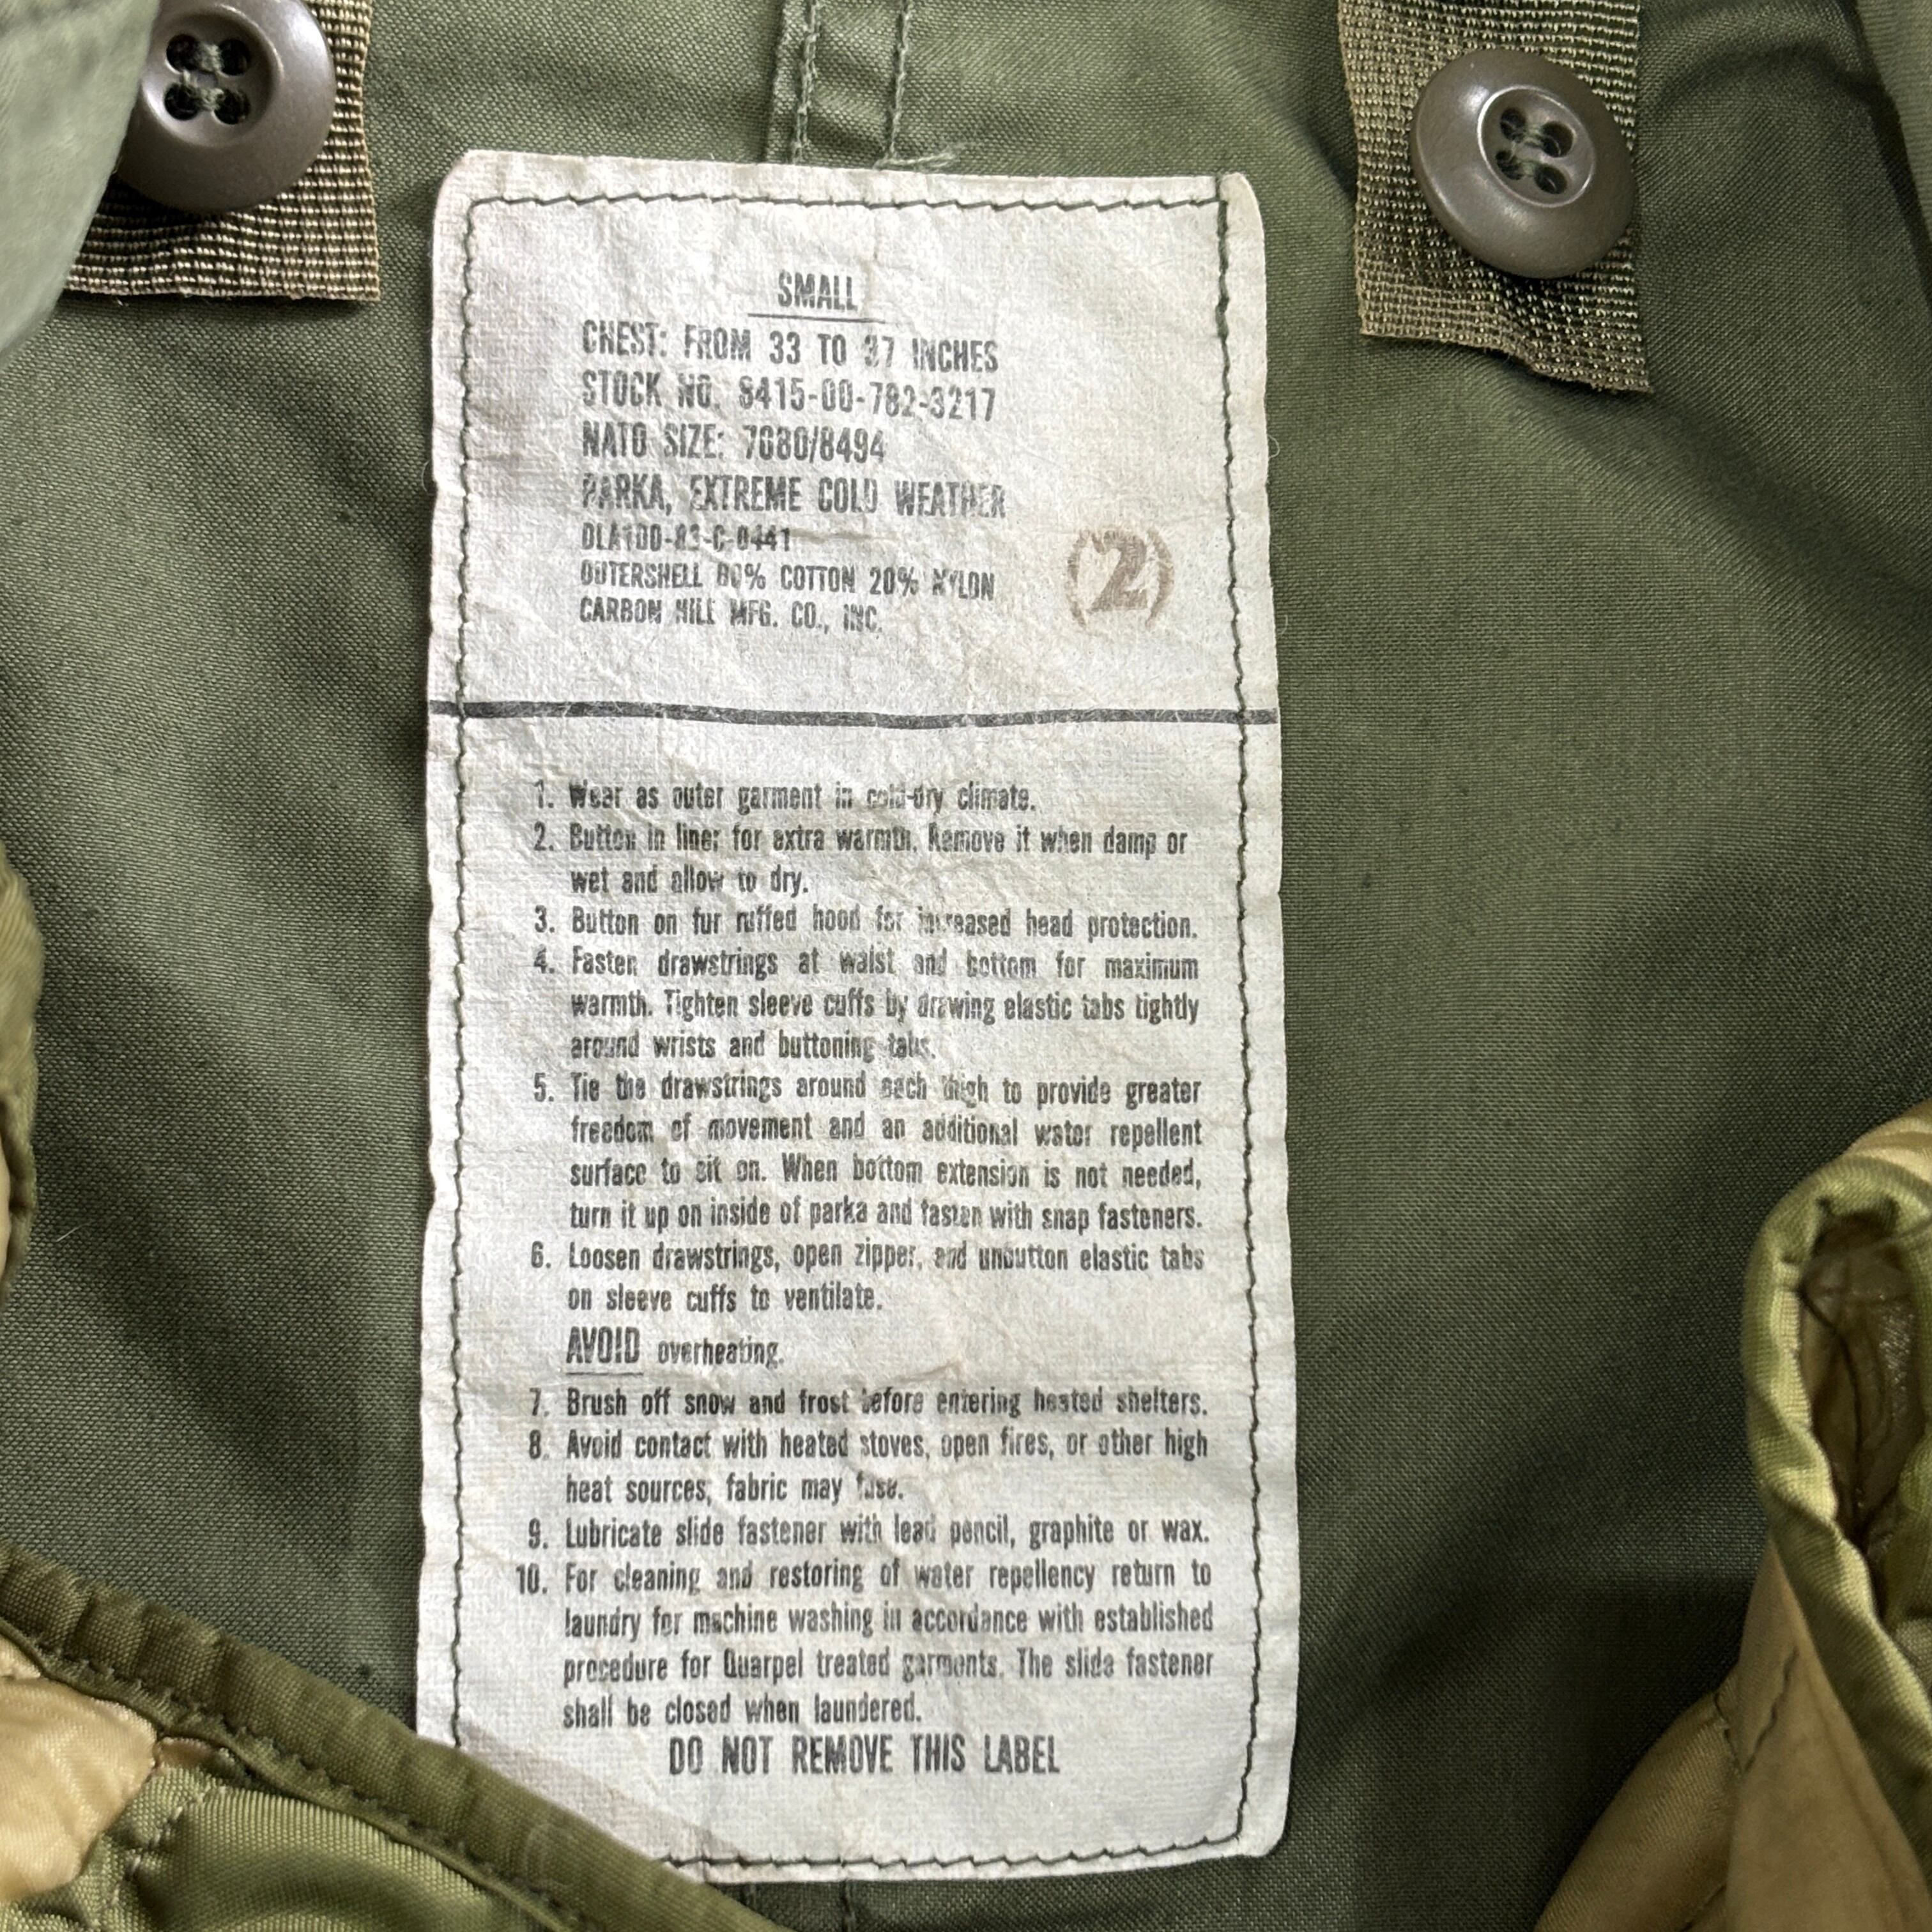 SMALL
CHEST: FROM 33 TO 37 INCHES
STOCK NO. 8415-00-782-3217
NATO SIZE: 7080/8494
PARKA, EXTREME COLD WEATHER
DLA100-83-C-0441
(2)
OUTERSHELL 80% COTTON 20% NYLON
CARBON HILL MFG. CO., INC.
1. Wear as outer garment in cold-dry climate.
2. Button in liner for extra warmth. Remove it when damp or
wet and allow to dry.
3. Button on fur ruffed hood for increased head protection.
4. Fasten drawstrings at waist and bottom for maximum
warmth. Tighten sleeve cuffs by drawing elastic tabs tightly
around wrists and buttoning tabs.
5. Tie the drawstrings around each thigh to provide greater
freedom of movement and an additional water repellent
surface to sit on. When bottom extension is not needed,
turn it up on inside of parka and fasten with snap fasteners.
6. Loosen drawstrings, open zipper, and unbutton elastic tabs
on sleeve cuffs to ventilate.
AVOID overheating.
7. Brush off snow and frost before entering heated shelters.
8. Avoid contact with heated stoves, open fires, or other high
heat sources; fabric may fuse.
9. Lubricate slide fastener with lead pencil, graphite or wax.
10. For cleaning and restoring of water repellency return to
laundry for machine washing in accordance with established
procedure for Quarpel treated garments. The slide fastener
shall be closed when laundered.
DO NOT REMOVE THIS LABEL